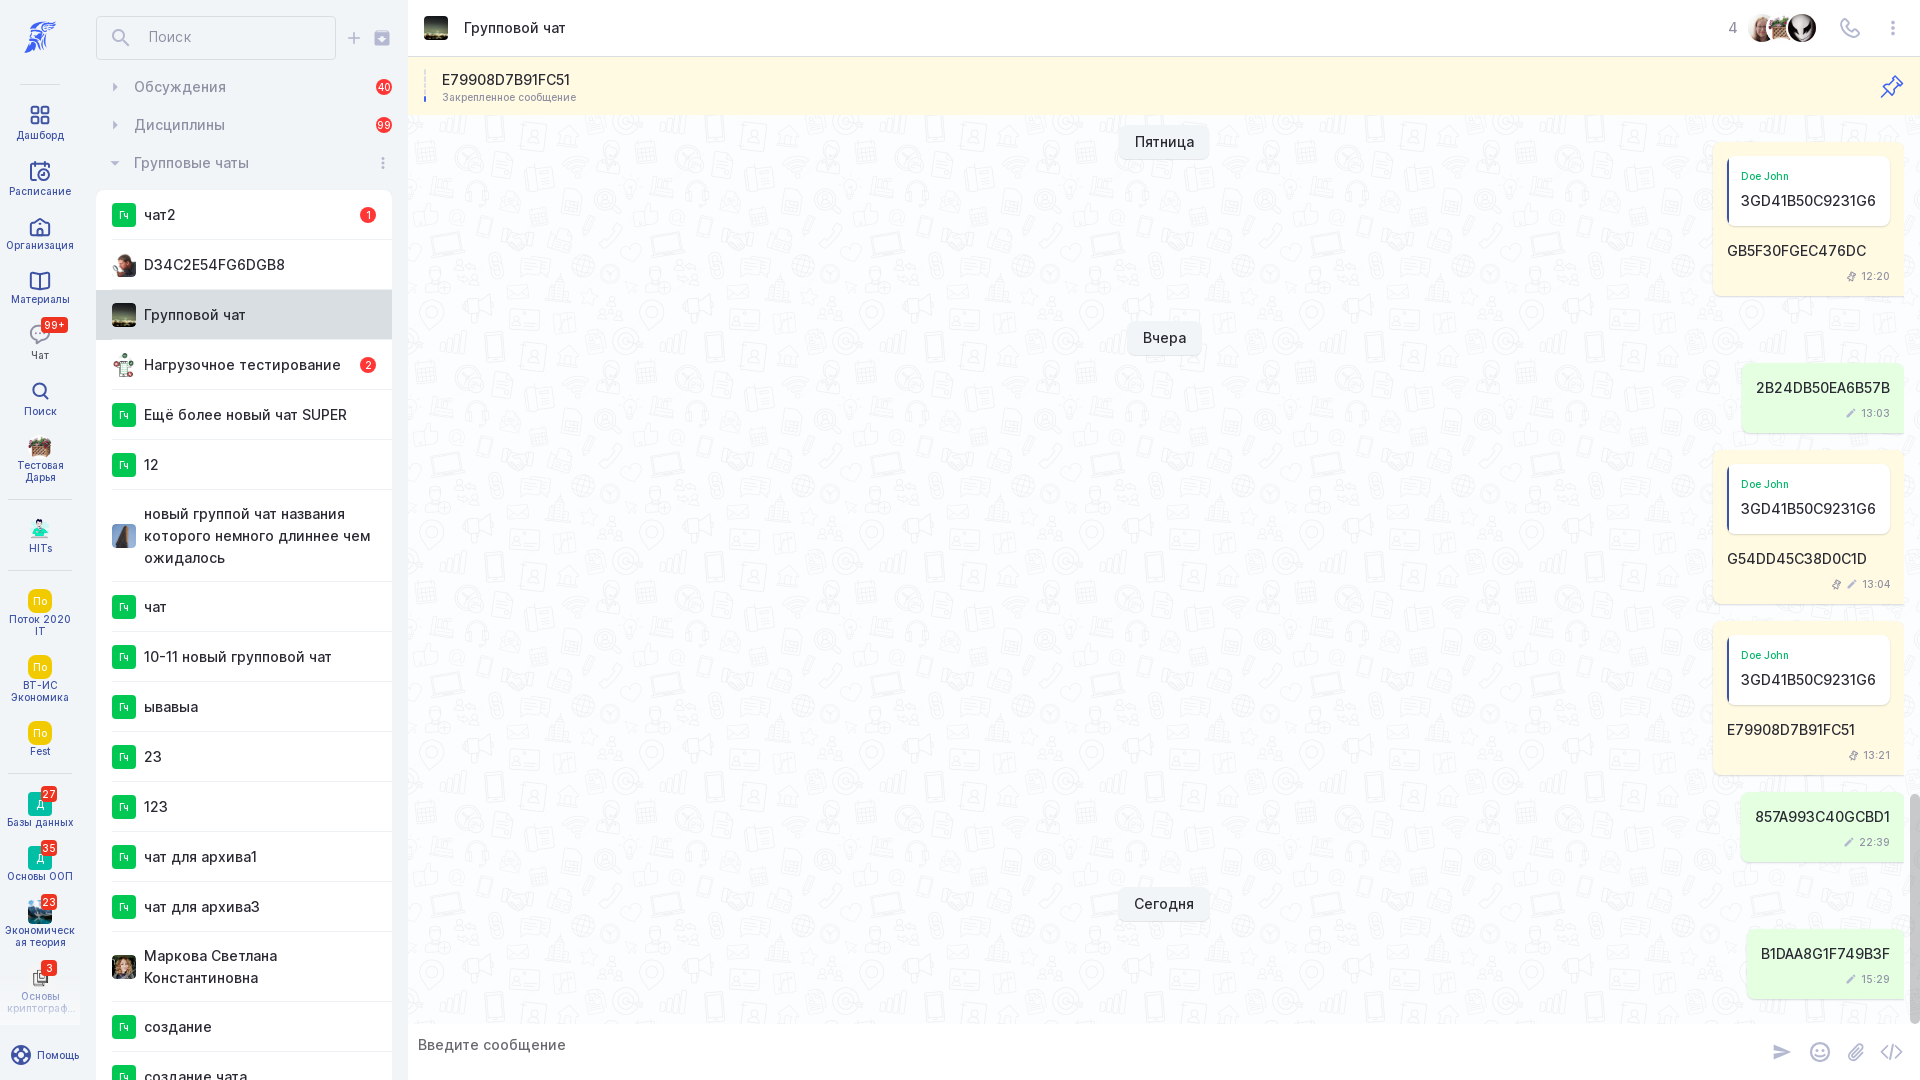 Дашборд
Расписание
Организация
Материалы
99+
Чат
Поиск
Тестовая
Дарья
HITs
По
Поток 2020
IT
По
ВТ-ИС
Экономика
По
Fest
27
Д
Базы данных
35
Д
Основы ООП
23
Экономическ
ая теория
3
Основы
криптограф...
Помощь
Поиск
Обсуждения
40
Дисциплины
99
Групповые чаты
Гч
чат2
1
D34C2E54FG6DGB8
Групповой чат
Нагрузочное тестирование
2
Гч
Ещё более новый чат SUPER
Гч
12
новый группой чат названия
которого немного длиннее чем
ожидалось
Гч
чат
Гч
10-11 новый групповой чат
Гч
ывавыа
Гч
23
Гч
123
Гч
чат для архива1
Гч
чат для архива3
Маркова Светлана
Константиновна
Гч
создание
Гч
создание чата
Групповой чат
4
E79908D7B91FC51
Закрепленное сообщение
Пятница
Doe John
3GD41B50C9231G6
GB5F30FGEC476DC
12:20
Вчера
2B24DB50EA6B57B
13:03
Doe John
3GD41B50C9231G6
G54DD45C38D0C1D
13:04
Doe John
3GD41B50C9231G6
E79908D7B91FC51
13:21
857A993C40GCBD1
22:39
Сегодня
B1DAA8G1F749B3F
15:29
Введите сообщение